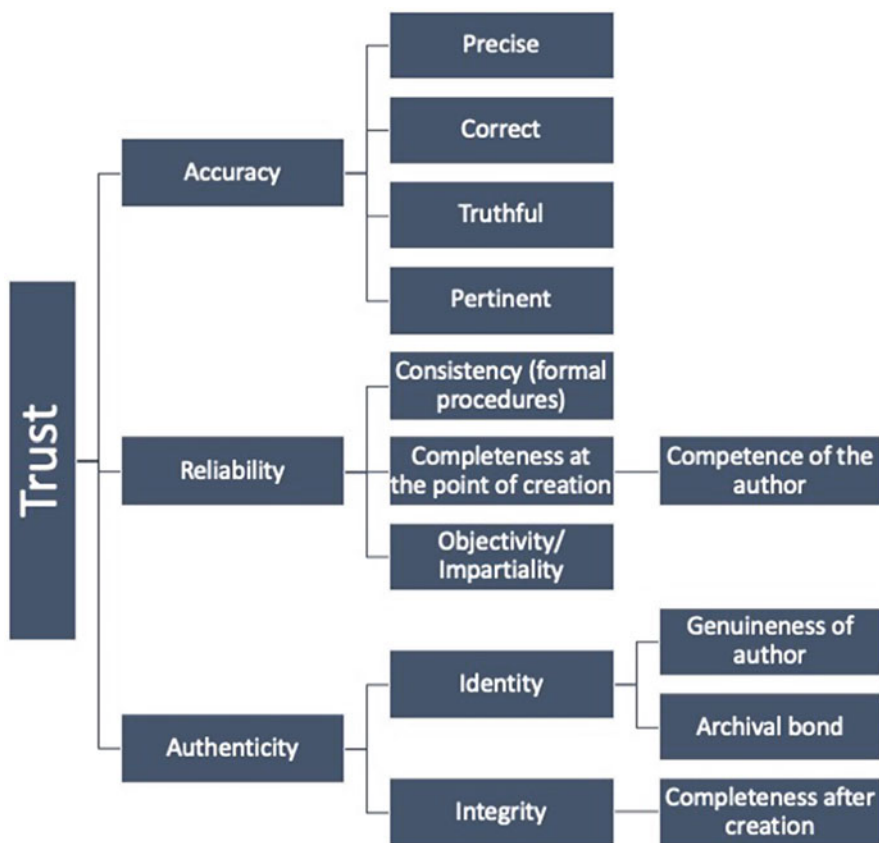 Trust
Accuracy
Precise
Correct
Truthful
Pertinent
Reliability
Consistency (formal
procedures)
Completeness at
the point of creation
Competence of the
author
Objectivity/
Impartiality
Authenticity
Identity
Genuineness of
author
Archival bond
Integrity
Completeness after
creation